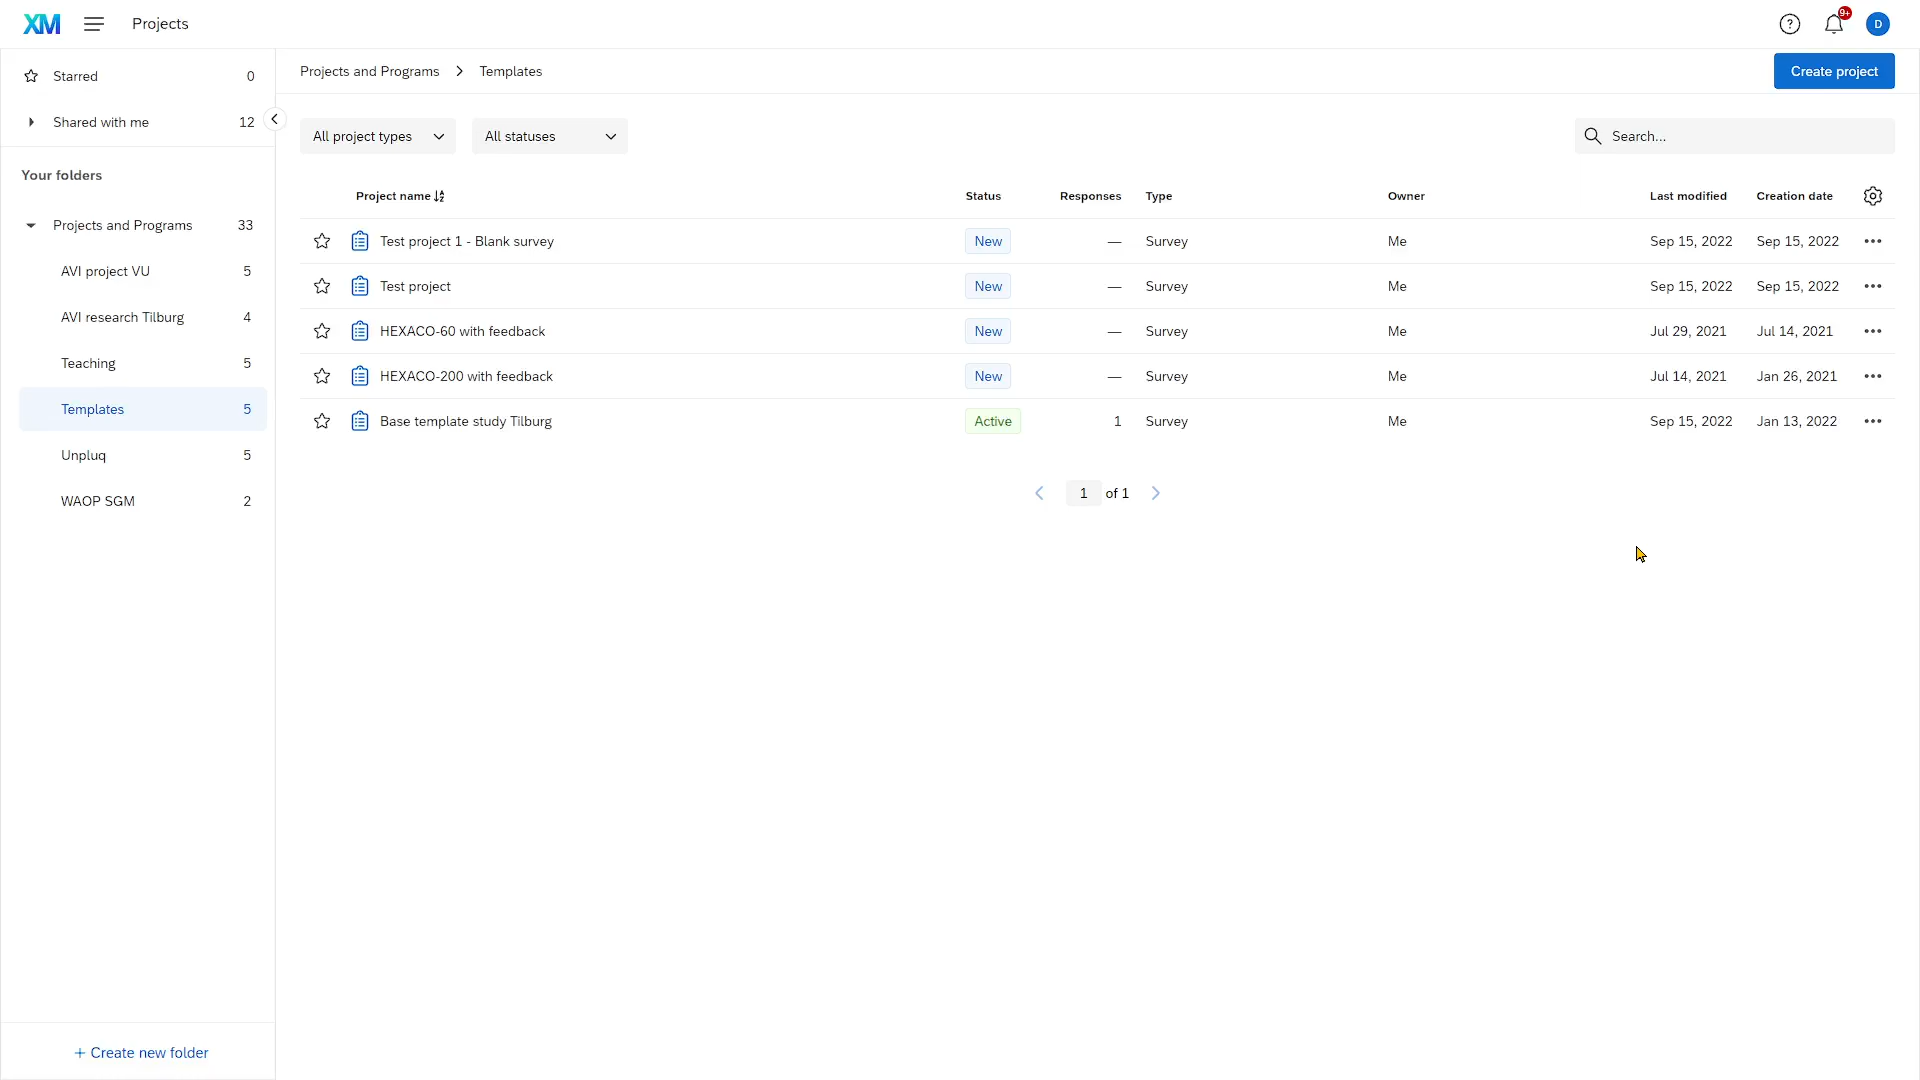 XM Projects 9+ D
Starred 0
Shared with me 12
Your folders
Projects and Programs 33
AVI project VU 5
AVI research Tilburg 4
Teaching 5
Templates 5
Unpluq 5
WAOP SGM 2
+ Create new folder
Projects and Programs > Templates Create project
All project types All statuses Search...
Project name Status Responses Type Owner Last modified Creation date
Test project 1 - Blank survey New — Survey Me Sep 15, 2022 Sep 15, 2022
Test project New — Survey Me Sep 15, 2022 Sep 15, 2022
HEXACO-60 with feedback New — Survey Me Jul 29, 2021 Jul 14, 2021
HEXACO-200 with feedback New — Survey Me Jul 14, 2021 Jan 26, 2021
Base template study Tilburg Active 1 Survey Me Sep 15, 2022 Jan 13, 2022
1 of 1